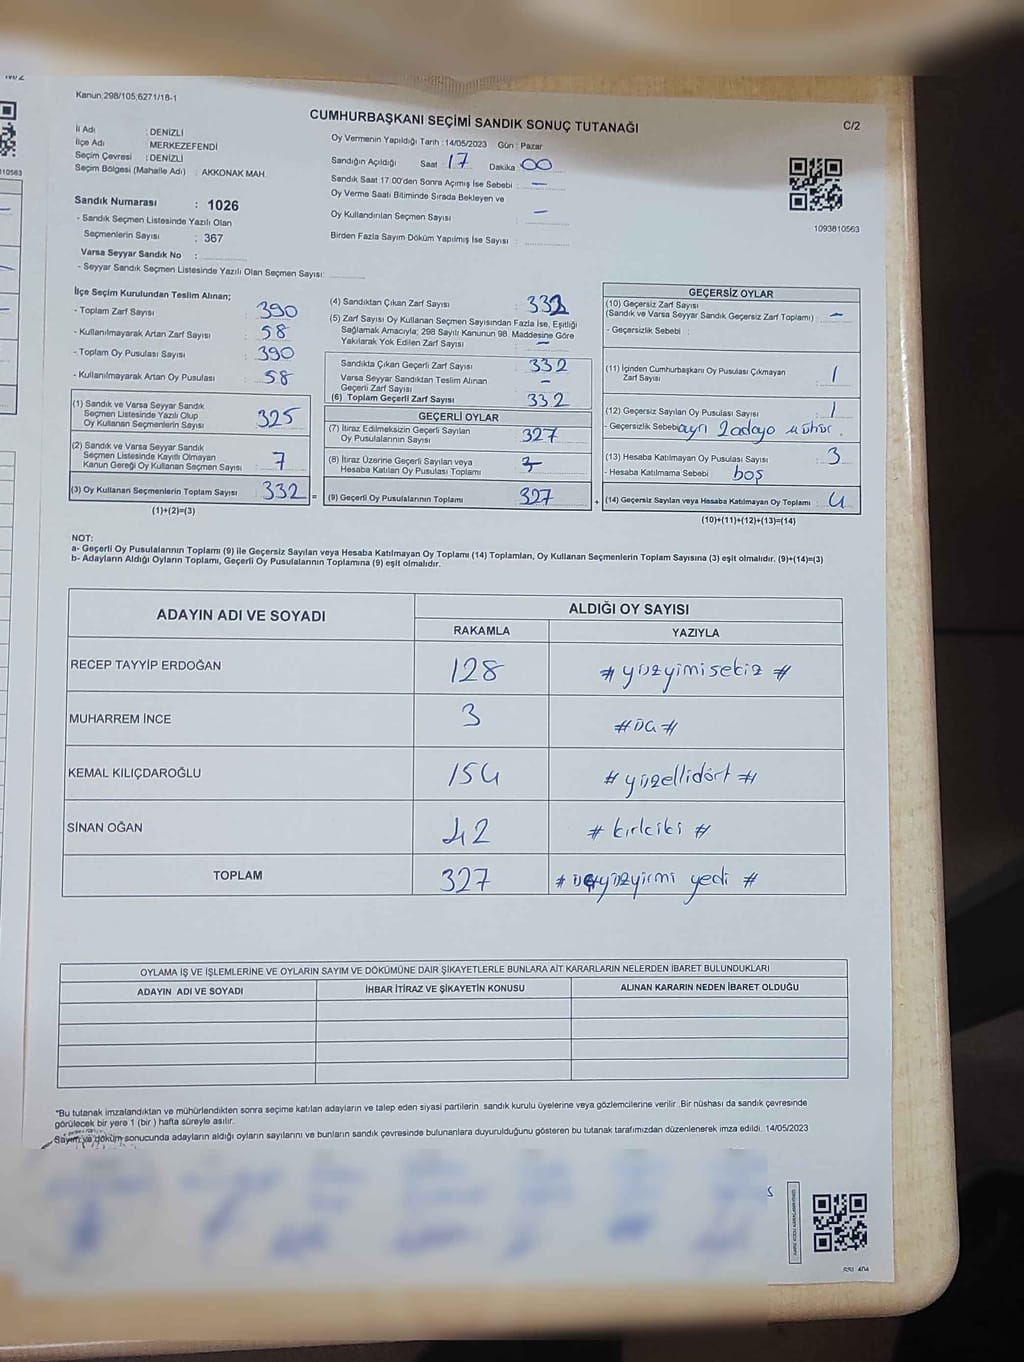 Kanun;298/105,6271/18-1
CUMHURBAŞKANI SEÇİMİ SANDIK SONUÇ TUTANAĞI
C/2
İl Adı : DENİZLİ
İlçe Adı : MERKEZEFENDİ
Seçim Çevresi : DENİZLİ
Seçim Bölgesi (Mahalle Adı) : AKKONAK MAH.
Oy Vermenin Yapıldığı Tarih : 14/05/2023 Gün : Pazar
Sandığın Açıldığı Saat 17 Dakika 00
Sandık Saat 17.00'den Sonra Açımış İse Sebebi : —
Oy Verme Saati Bitiminde Sırada Bekleyen ve
Oy Kullandırılan Seçmen Sayısı : —
Birden Fazla Sayım Döküm Yapılmış İse Sayısı :
1093810563
Sandık Numarası : 1026
- Sandık Seçmen Listesinde Yazılı Olan
Seçmenlerin Sayısı : 367
Varsa Seyyar Sandık No :
- Seyyar Sandık Seçmen Listesinde Yazılı Olan Seçmen Sayısı:
İlçe Seçim Kurulundan Teslim Alınan;
- Toplam Zarf Sayısı : 390
- Kullanılmayarak Artan Zarf Sayısı : 58
- Toplam Oy Pusulası Sayısı : 390
- Kullanılmayarak Artan Oy Pusulası : 58
(1) Sandık ve Varsa Seyyar Sandık
Seçmen Listesinde Yazılı Olup
Oy Kullanan Seçmenlerin Sayısı : 325
(2) Sandık ve Varsa Seyyar Sandık
Seçmen Listesinde Kayıtlı Olmayan
Kanun Gereği Oy Kullanan Seçmen Sayısı : 7
(3) Oy Kullanan Seçmenlerin Toplam Sayısı : 332 =
(1)+(2)=(3)
(4) Sandıktan Çıkan Zarf Sayısı : 332
(5) Zarf Sayısı Oy Kullanan Seçmen Sayısından Fazla İse, Eşitliği
Sağlamak Amacıyla; 298 Sayılı Kanunun 98. Maddesine Göre
Yakılarak Yok Edilen Zarf Sayısı : —
Sandıkta Çıkan Geçerli Zarf Sayısı : 332
Varsa Seyyar Sandıktan Teslim Alınan
Geçerli Zarf Sayısı : —
(6) Toplam Geçerli Zarf Sayısı : 332
GEÇERLİ OYLAR
(7) İtiraz Edilmeksizin Geçerli Sayılan
Oy Pusulalarının Sayısı : 327
(8) İtiraz Üzerine Geçerli Sayılan veya
Hesaba Katılan Oy Pusulası Toplamı :
(9) Geçerli Oy Pusulalarının Toplamı : 327 +
GEÇERSİZ OYLAR
(10) Geçersiz Zarf Sayısı
(Sandık ve Varsa Seyyar Sandık Geçersiz Zarf Toplamı) : —
- Geçersizlik Sebebi :
(11) İçinden Cumhurbaşkanı Oy Pusulası Çıkmayan
Zarf Sayısı : 1
(12) Geçersiz Sayılan Oy Pusulası Sayısı : 1
- Geçersizlik Sebebi: ayrı 2 adaya mühür.
(13) Hesaba Katılmayan Oy Pusulası Sayısı : 3
- Hesaba Katılmama Sebebi : boş
(14) Geçersiz Sayılan veya Hesaba Katılmayan Oy Toplamı : 4
(10)+(11)+(12)+(13)=(14)
NOT:
a- Geçerli Oy Pusulalarının Toplamı (9) ile Geçersiz Sayılan veya Hesaba Katılmayan Oy Toplamı (14) Toplamları, Oy Kullanan Seçmenlerin Toplam Sayısına (3) eşit olmalıdır. (9)+(14)=(3)
b- Adayların Aldığı Oyların Toplamı, Geçerli Oy Pusulalarının Toplamına (9) eşit olmalıdır.
ADAYIN ADI VE SOYADI ALDIĞI OY SAYISI
RAKAMLA YAZIYLA
RECEP TAYYİP ERDOĞAN 128 # yüzyimisekiz #
MUHARREM İNCE 3 # üç #
KEMAL KILIÇDAROĞLU 154 # yüzellidört #
SİNAN OĞAN 42 # kırkiki #
TOPLAM 327 # üçyüzyirmi yedi #
OYLAMA İŞ VE İŞLEMLERİNE VE OYLARIN SAYIM VE DÖKÜMÜNE DAİR ŞİKAYETLERLE BUNLARA AİT KARARLARIN NELERDEN İBARET BULUNDUKLARI
ADAYIN ADI VE SOYADI İHBAR İTİRAZ VE ŞİKAYETİN KONUSU ALINAN KARARIN NEDEN İBARET OLDUĞU
*Bu tutanak imzalandıktan ve mühürlendikten sonra seçime katılan adayların ve talep eden siyasi partilerin sandık kurulu üyelerine veya gözlemcilerine verilir. Bir nüshası da sandık çevresinde
görülecek bir yere 1 (bir) hafta süreyle asılır.
Sayım ve döküm sonucunda adayların aldığı oyların sayılarını ve bunların sandık çevresinde bulunanlara duyurulduğunu gösteren bu tutanak tarafımızdan düzenlenerek imza edildi. 14/05/2023